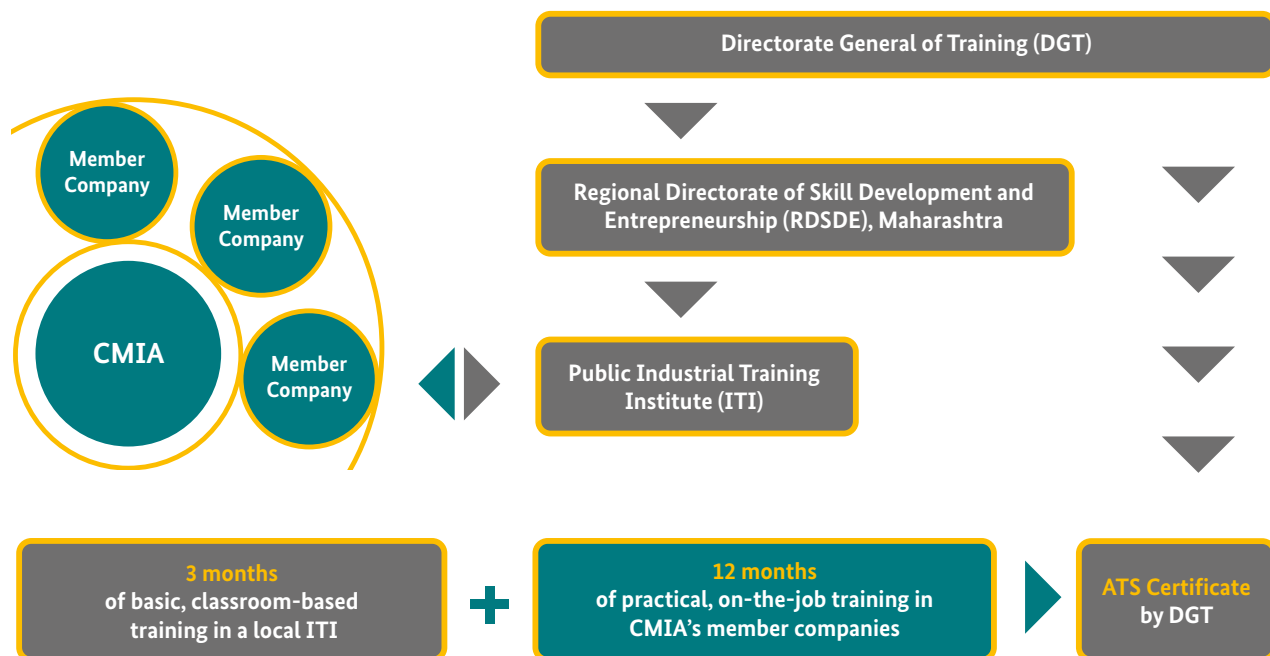 Directorate General of Training (DGT)
Member
Company
Regional Directorate of Skill Development and
Entrepreneurship (RDSDE), Maharashtra
Member
Company
CMIA
Member
Company
Public Industrial Training
Institute (ITI)
3 months
of basic, classroom-based
training in a local ITI
12 months
of practical, on-the-job training in
CMIA's member companies
ATS Certificate
by DGT